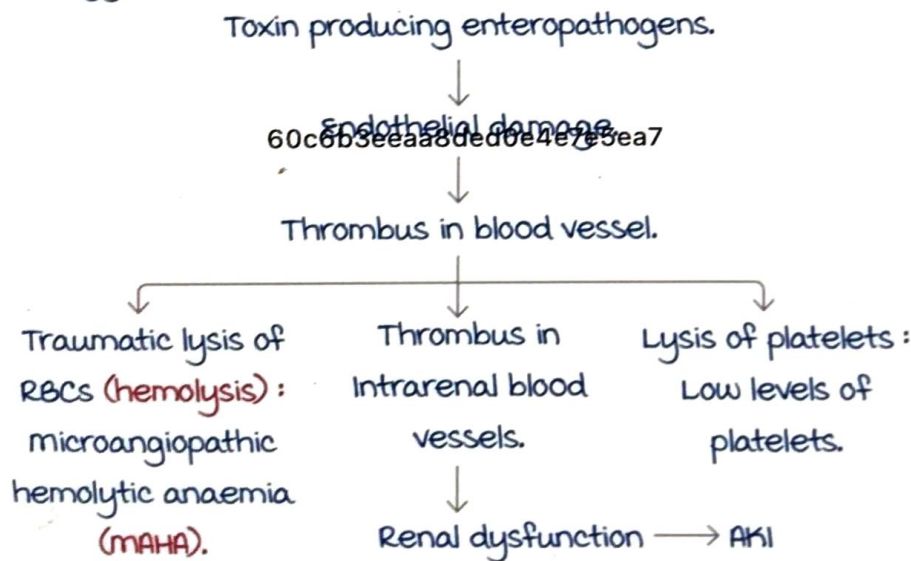 Toxin producing enteropathogens.
Endothelial damage.
60c6b3eeaa8ded0e4e7e5ea7
Thrombus in blood vessel.
Traumatic lysis of
RBCs (hemolysis) :
microangiopathic
hemolytic anaemia
(MAHA).
Thrombus in
Intrarenal blood
vessels.
Renal dysfunction → AKI
Lysis of platelets :
Low levels of
platelets.